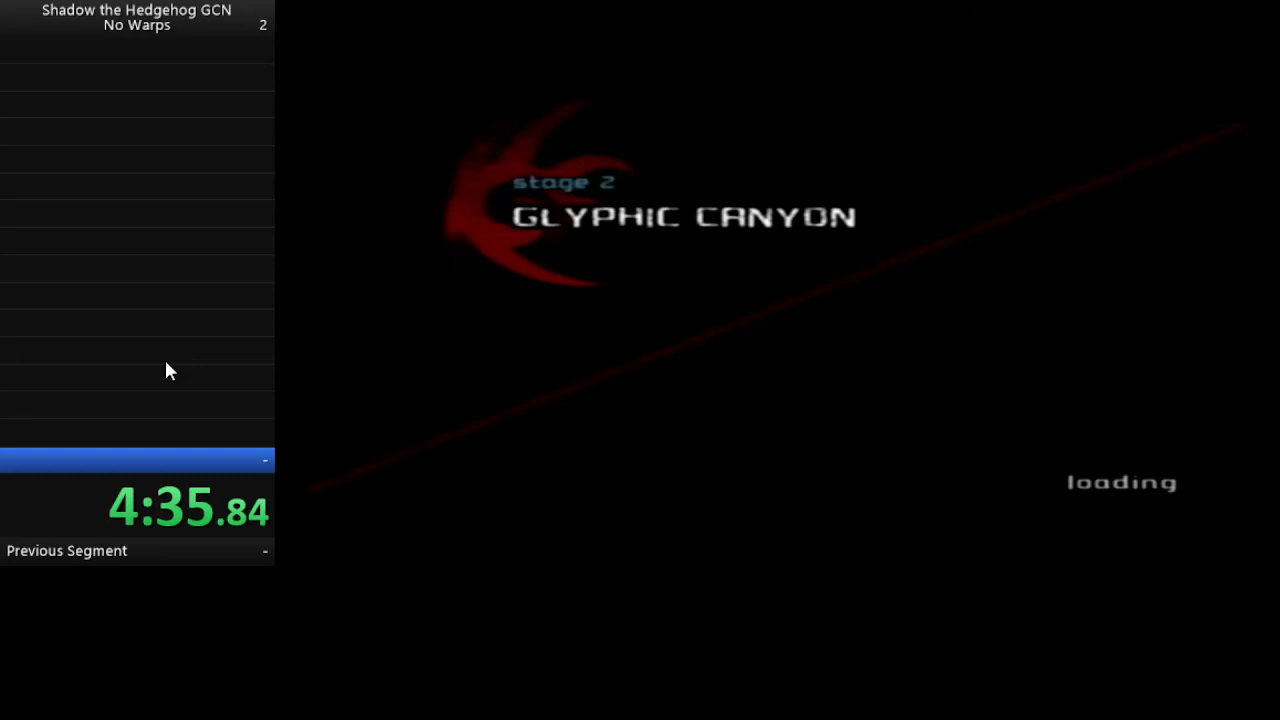 Shadow the Hedgehog GCN
No Warps 2
stage 2
GLYPHIC CANYON
-
loading
4:35.84
Previous Segment -